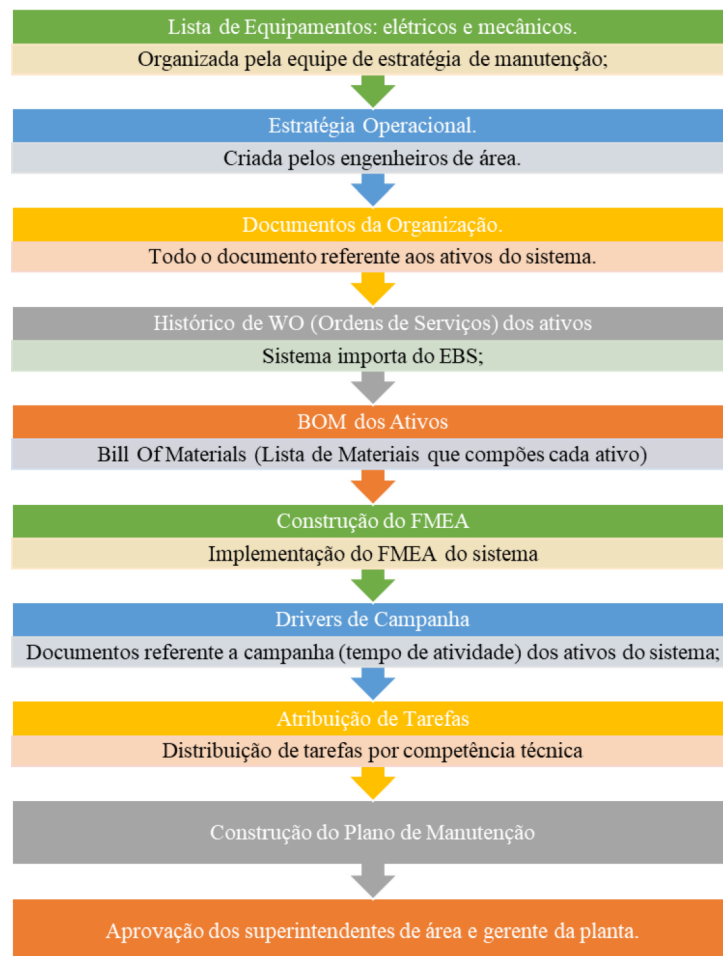 Lista de Equipamentos: elétricos e mecânicos.
Organizada pela equipe de estratégia de manutenção;
Estratégia Operacional.
Criada pelos engenheiros de área.
Documentos da Organização.
Todo o documento referente aos ativos do sistema.
Histórico de WO (Ordens de Serviços) dos ativos
Sistema importa do EBS;
BOM dos Ativos
Bill Of Materials (Lista de Materiais que compões cada ativo)
Construção do FMEA
Implementação do FMEA do sistema
Drivers de Campanha
Documentos referente a campanha (tempo de atividade) dos ativos do sistema;
Atribuição de Tarefas
Distribuição de tarefas por competência técnica
Construção do Plano de Manutenção
Aprovação dos superintendentes de área e gerente da planta.